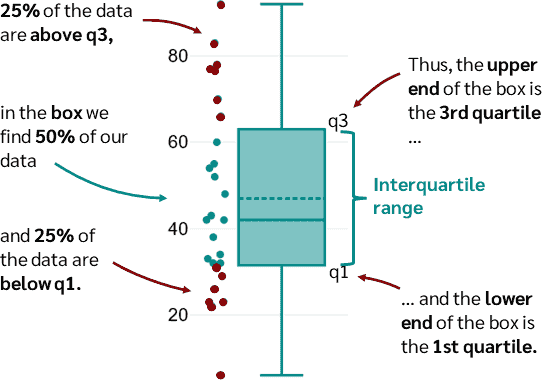 25% of the data
are above q3,
80
Thus, the upper
end of the box is
the 3rd quartile
...
in the box we
find 50% of our
data
q3
60
Interquartile
range
40
and 25% of
the data are
below q1.
q1
... and the lower
end of the box is
the 1st quartile.
20